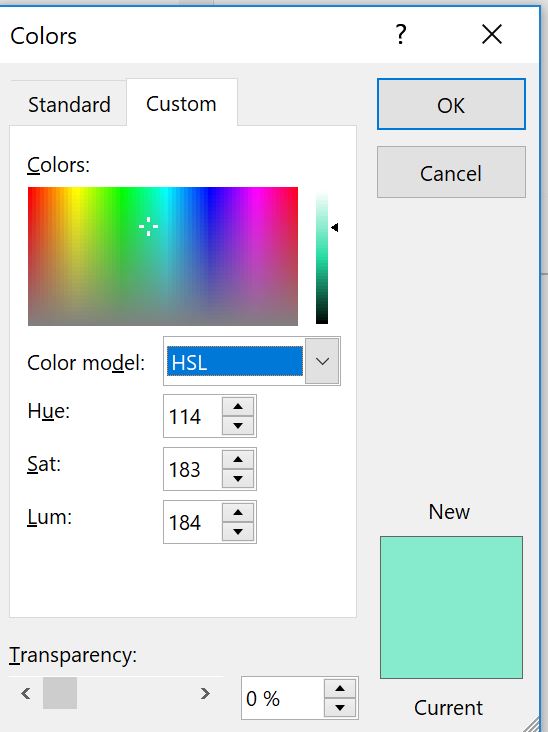 Colors
?
Standard
Custom
OK
Cancel
Colors:
Color model:
HSL
Hue:
114
Sat:
183
Lum:
184
New
Current
Transparency:
0 %